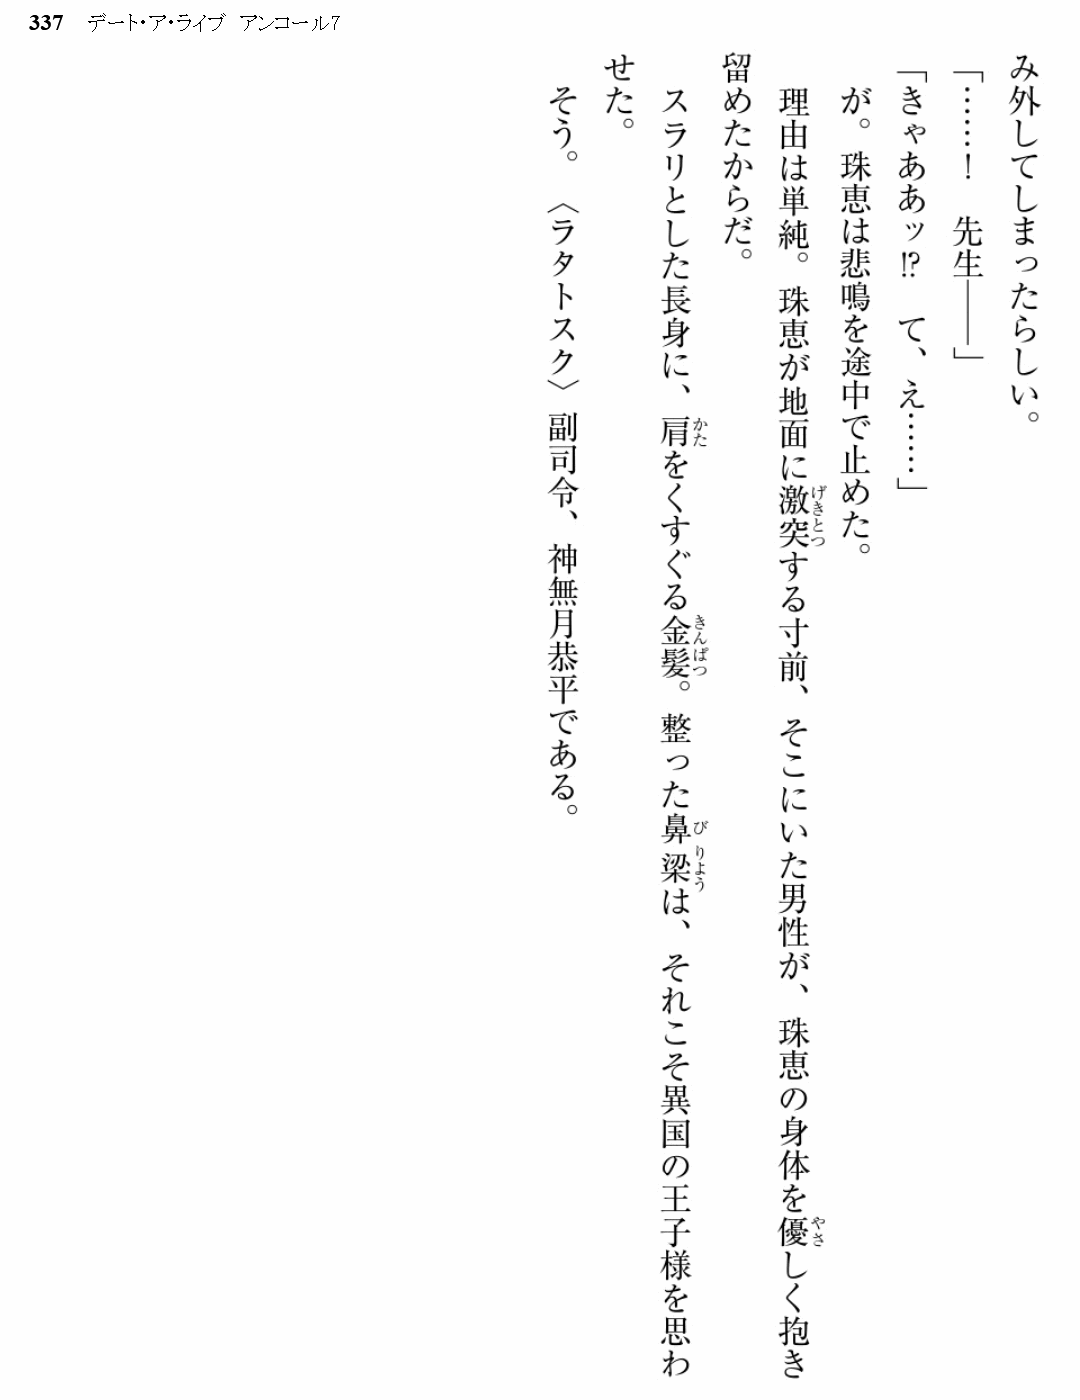 337 デート・ア・ライブ アンコール7
み外してしまったらしい。
「……！　先生――」
「きゃああッ!?　て、え……」
　が。珠恵は悲鳴を途中で止めた。
　理由は単純。珠恵が地面に激突する寸前、そこにいた男性が、珠恵の身体を優しく抱き
留めたからだ。
　スラリとした長身に、肩をくすぐる金髪。整った鼻梁は、それこそ異国の王子様を思わ
せた。
　そう。〈ラタトスク〉副司令、神無月恭平である。